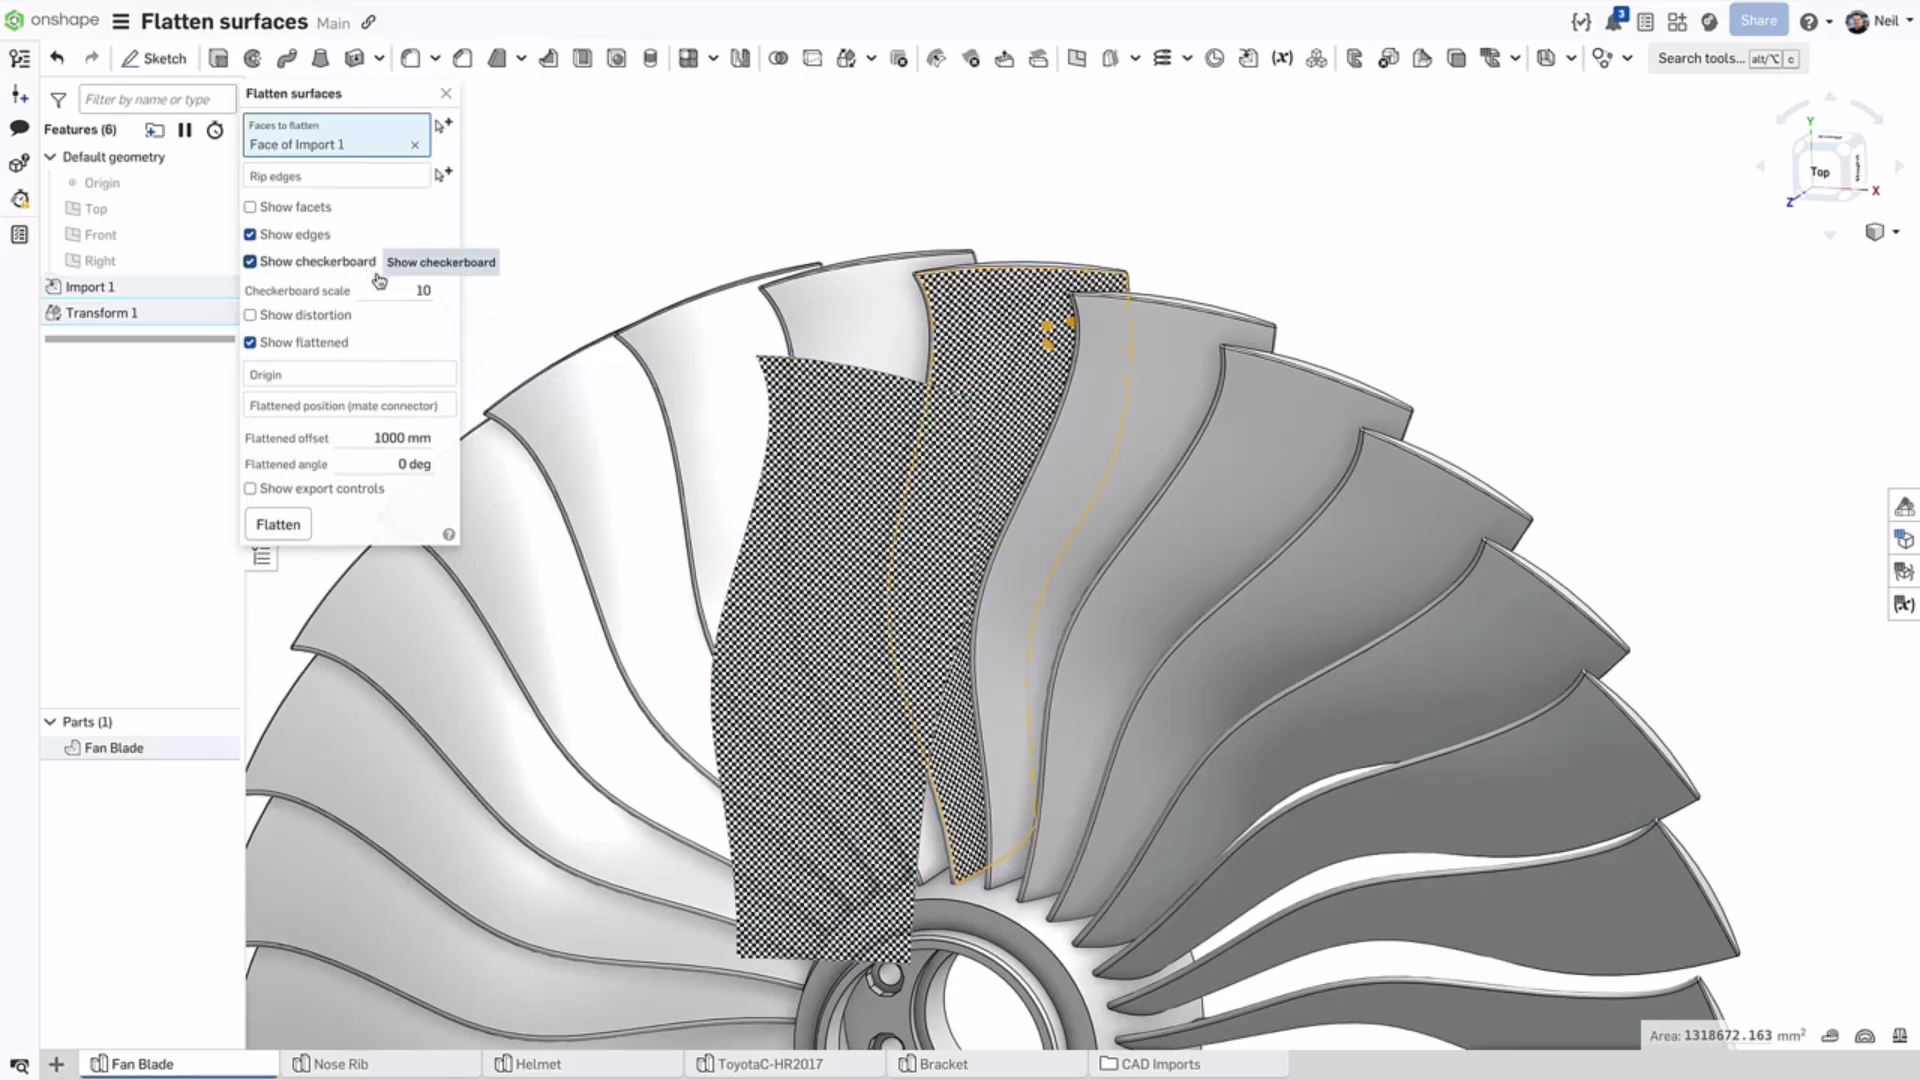 onshape Flatten surfaces Main
3 Share Neil
Sketch (x) Search tools... alt/⌥ c
Filter by name or type
Features (6)
Default geometry
Origin
Top
Front
Right
Import 1
Transform 1
Flatten surfaces
Faces to flatten
Face of Import 1
Rip edges
Show facets
Show edges
Show checkerboard Show checkerboard
Checkerboard scale 10
Show distortion
Show flattened
Origin
Flattened position (mate connector)
Flattened offset 1000 mm
Flattened angle 0 deg
Show export controls
Flatten
Y
Top
X
Z
(x)
Parts (1)
Fan Blade
Area: 1318672.163 mm²
Fan Blade Nose Rib Helmet ToyotaC-HR2017 Bracket CAD Imports